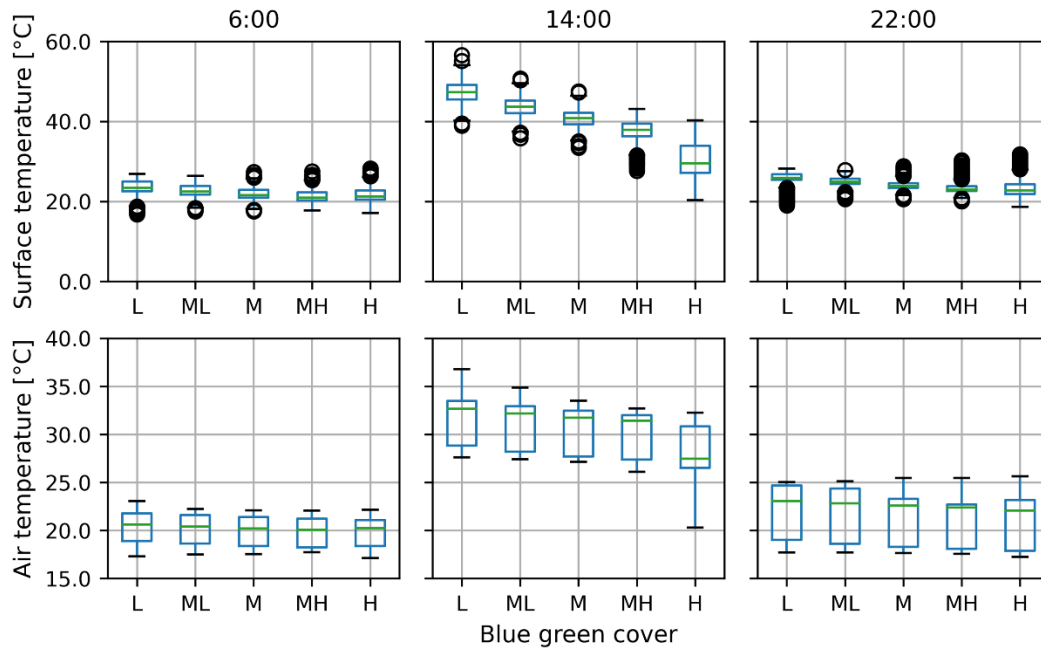 6:00 14:00 22:00
Surface temperature [°C]
60.0
40.0
20.0
0.0
L ML M MH H
L ML M MH H
L ML M MH H
Air temperature [°C]
40.0
35.0
30.0
25.0
20.0
15.0
L ML M MH H
L ML M MH H
L ML M MH H
Blue green cover